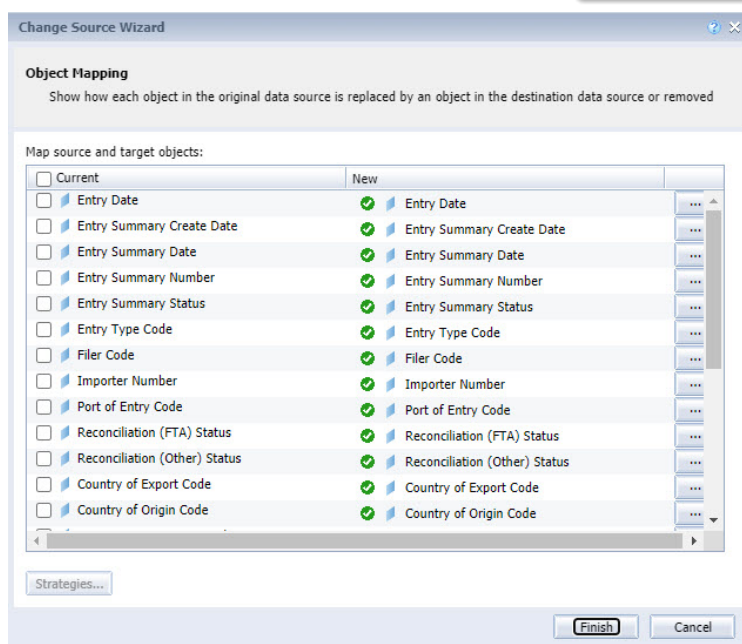 Change Source Wizard
Object Mapping
Show how each object in the original data source is replaced by an object in the destination data source or removed
Map source and target objects:
Current New
Entry Date Entry Date ...
Entry Summary Create Date Entry Summary Create Date ...
Entry Summary Date Entry Summary Date ...
Entry Summary Number Entry Summary Number ...
Entry Summary Status Entry Summary Status ...
Entry Type Code Entry Type Code ...
Filer Code Filer Code ...
Importer Number Importer Number ...
Port of Entry Code Port of Entry Code ...
Reconciliation (FTA) Status Reconciliation (FTA) Status ...
Reconciliation (Other) Status Reconciliation (Other) Status ...
Country of Export Code Country of Export Code ...
Country of Origin Code Country of Origin Code ...
Strategies...
Finish Cancel